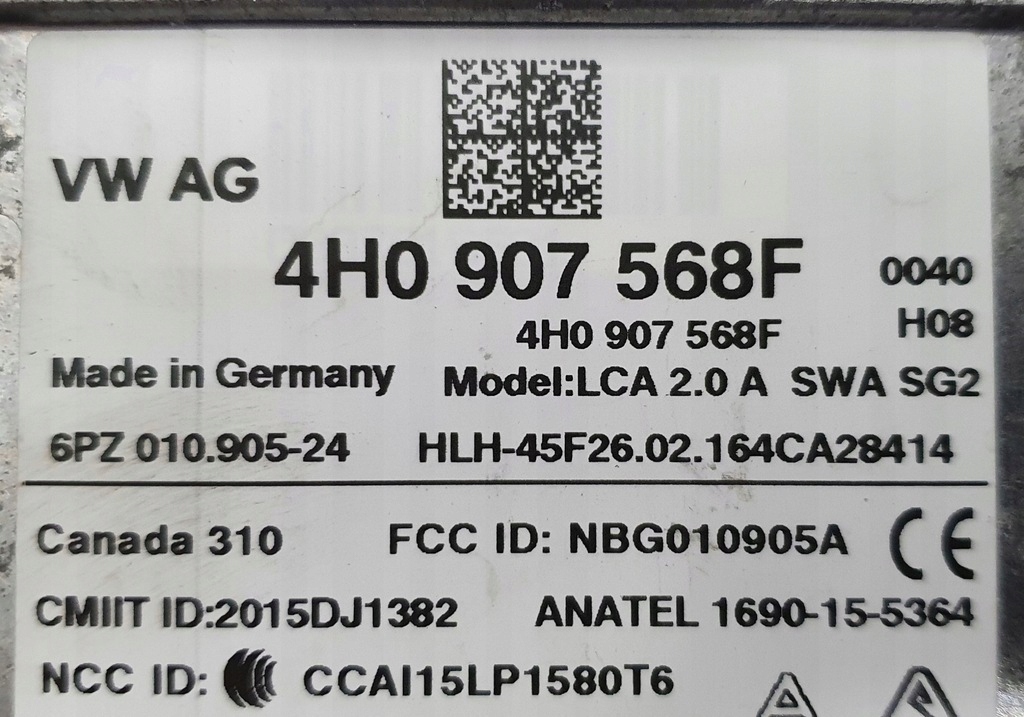 VW AG
4H0 907 568F 0040
4H0 907 568F H08
Made in Germany Model:LCA 2.0 A SWA SG2
6PZ 010.905-24 HLH-45F26.02.164CA28414
Canada 310 FCC ID: NBG010905A CE
CMIIT ID:2015DJ1382 ANATEL 1690-15-5364
NCC ID: CCAI15LP1580T6